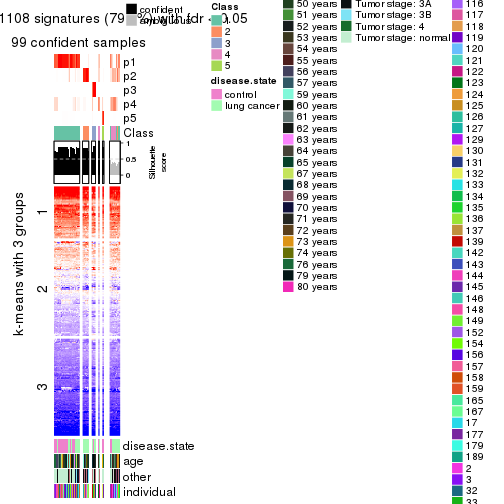 1108 signatures (79 %) with fdr < 0.05
confident
ambiguous
99 confident samples
p1
p2
p3
p4
p5
Class
1
0.5
0
Silhouette
score
k-means with 3 groups
1
2
3
disease.state
age
other
individual
Class
1
2
3
4
5
disease.state
control
lung cancer
50 years
51 years
52 years
53 years
54 years
55 years
56 years
57 years
59 years
60 years
61 years
62 years
63 years
64 years
65 years
67 years
68 years
69 years
70 years
71 years
72 years
73 years
74 years
76 years
79 years
80 years
Tumor stage: 3A
Tumor stage: 3B
Tumor stage: 4
Tumor stage: normal
116
117
118
119
120
121
122
123
124
125
126
127
129
130
131
132
133
134
135
136
137
139
142
143
144
145
146
148
149
152
154
156
157
158
159
165
167
17
177
179
189
2
3
32
33